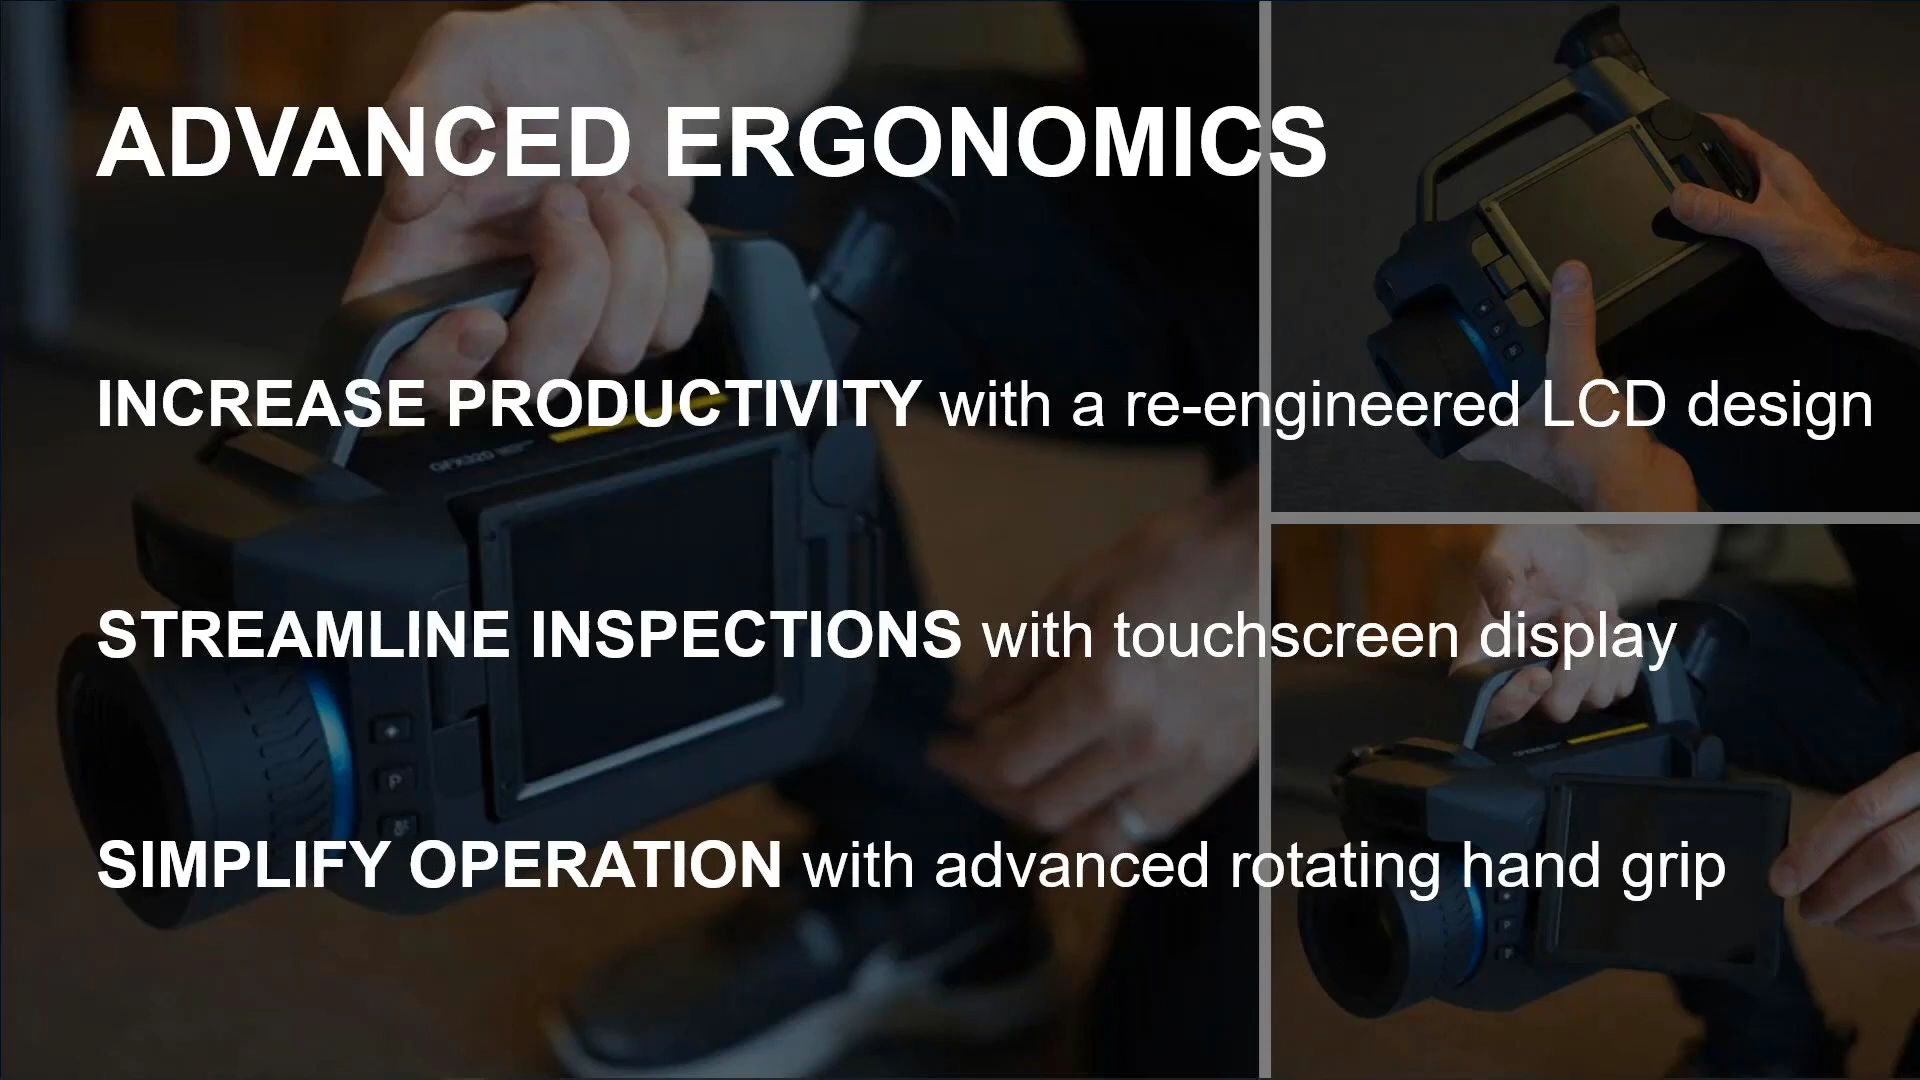 ADVANCED ERGONOMICS
INCREASE PRODUCTIVITY with a re-engineered LCD design
STREAMLINE INSPECTIONS with touchscreen display
SIMPLIFY OPERATION with advanced rotating hand grip